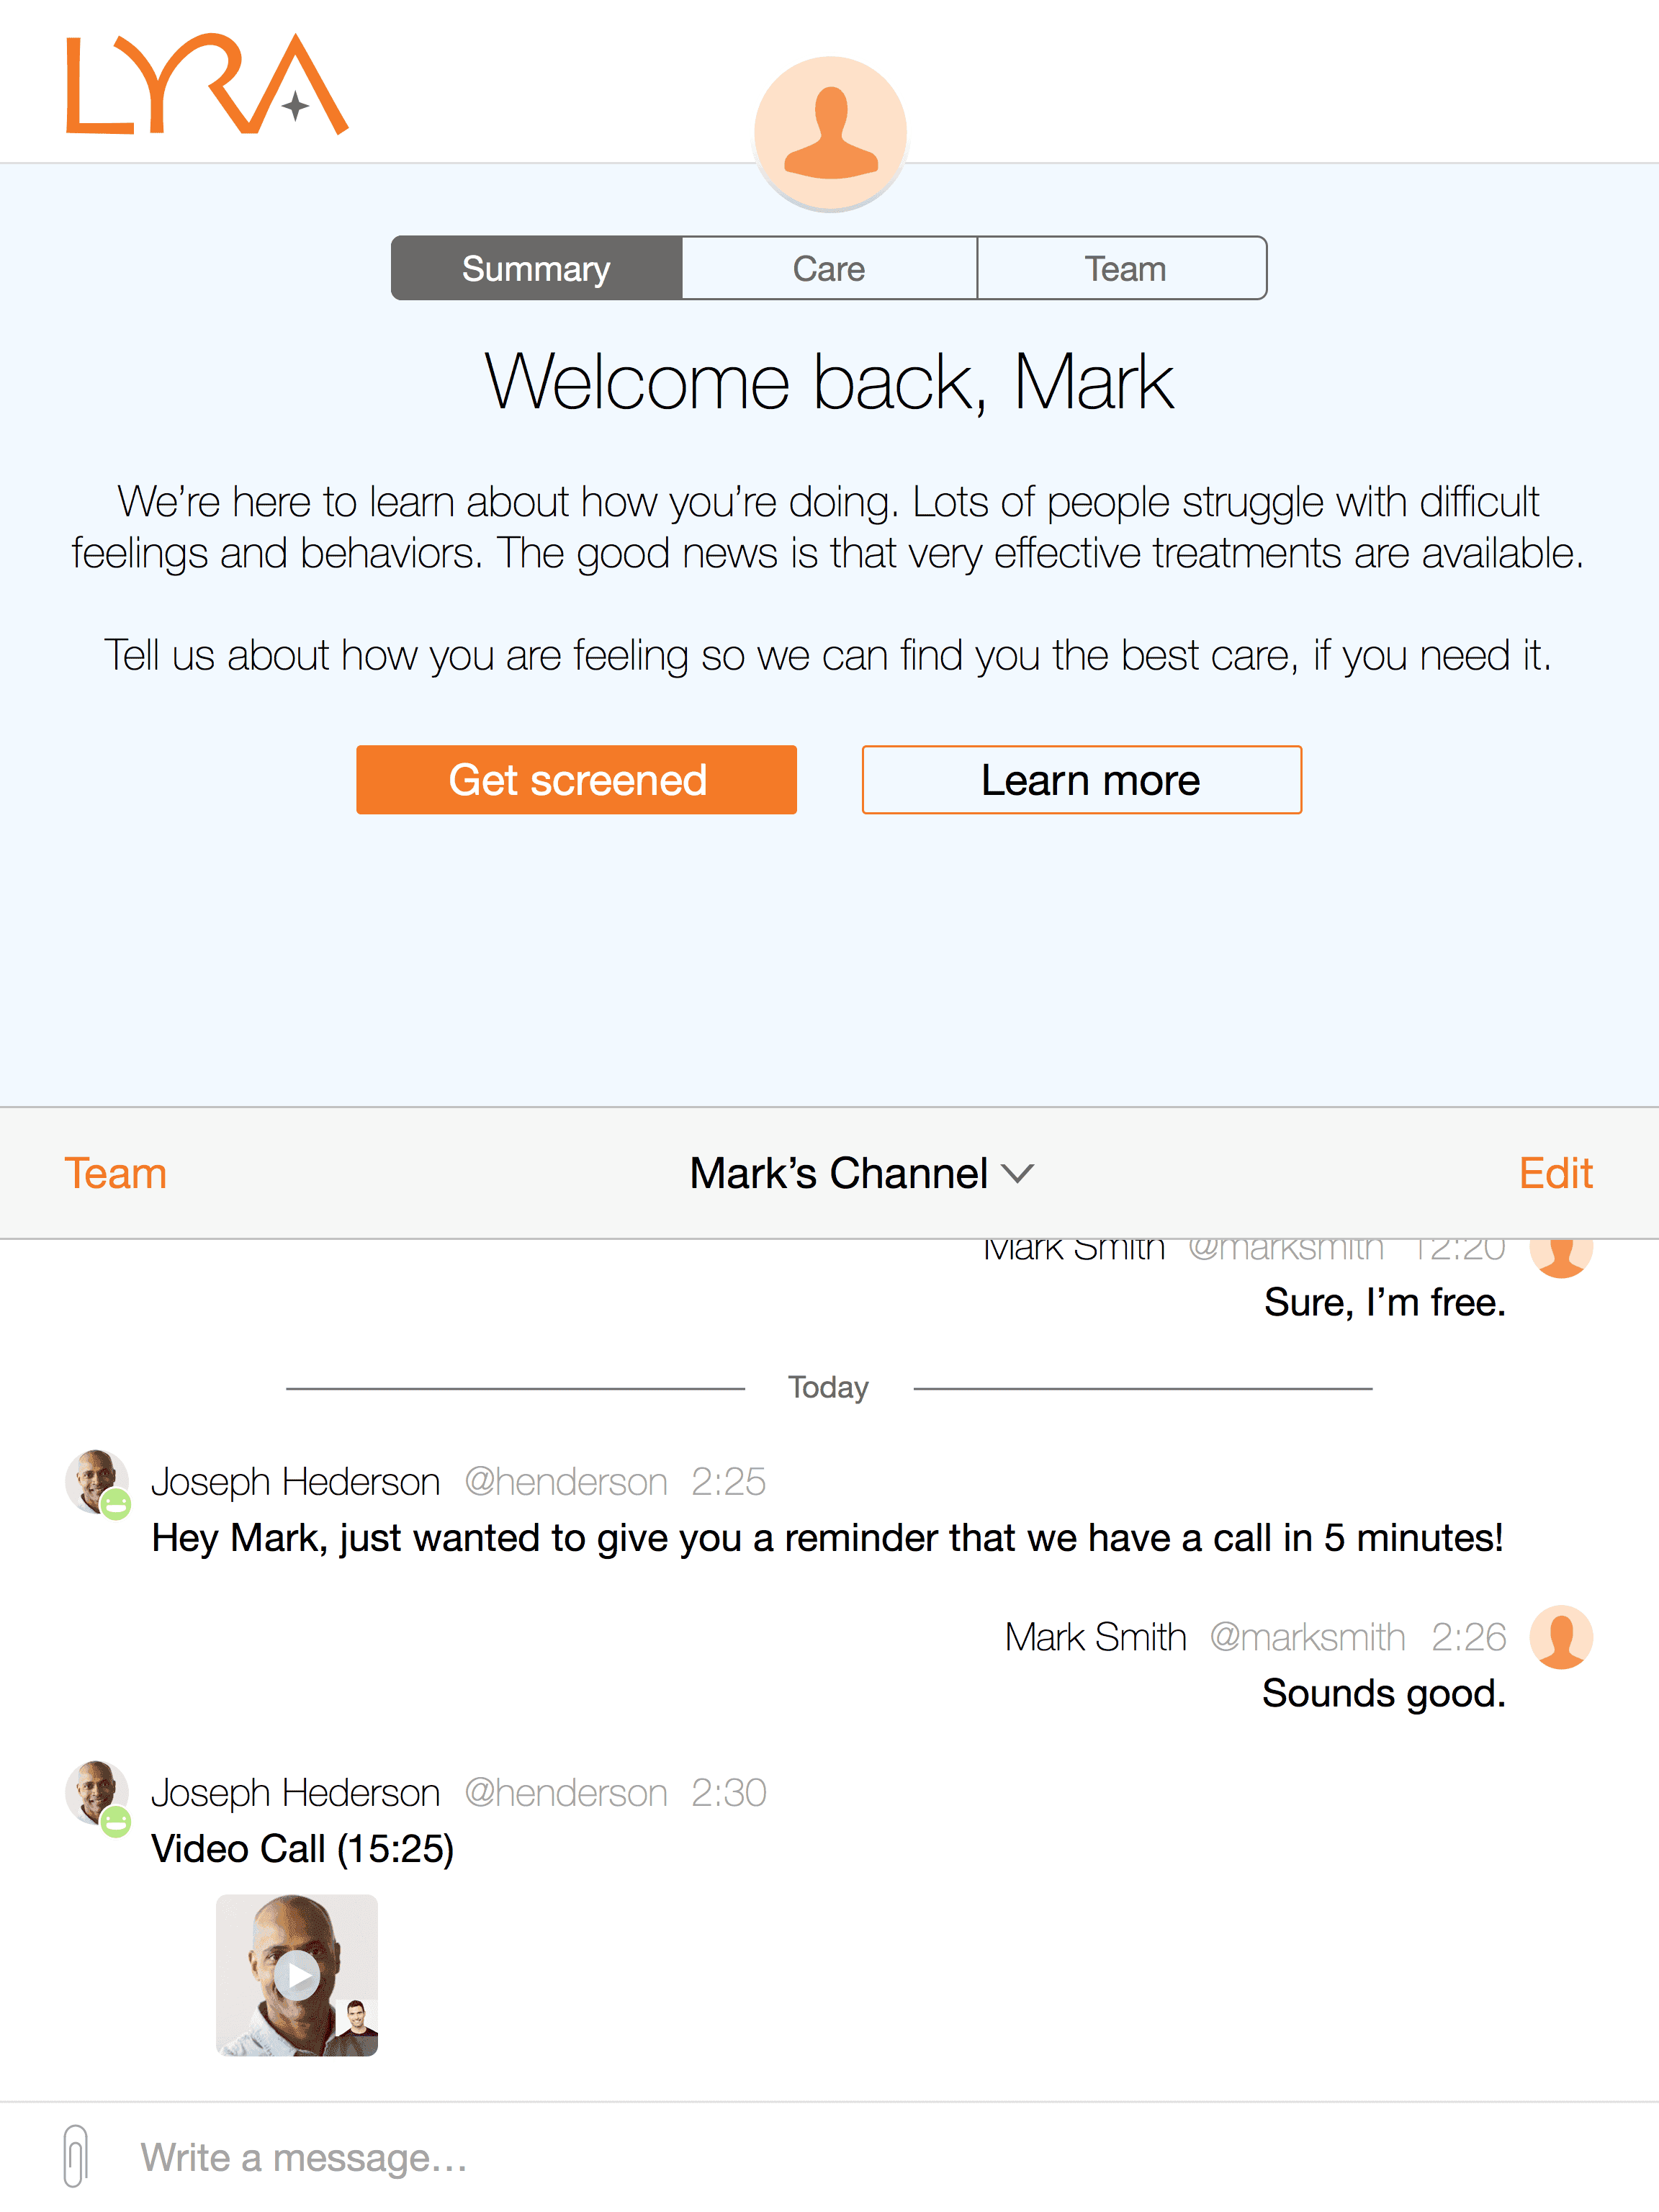 LYRA
Summary Care Team
Welcome back, Mark
We’re here to learn about how you’re doing. Lots of people struggle with difficult
feelings and behaviors. The good news is that very effective treatments are available.
Tell us about how you are feeling so we can find you the best care, if you need it.
Get screened Learn more
Team Mark’s Channel Edit
Mark Smith @marksmith 12:20
Sure, I’m free.
Today
Joseph Hederson @henderson 2:25
Hey Mark, just wanted to give you a reminder that we have a call in 5 minutes!
Mark Smith @marksmith 2:26
Sounds good.
Joseph Hederson @henderson 2:30
Video Call (15:25)
Write a message…